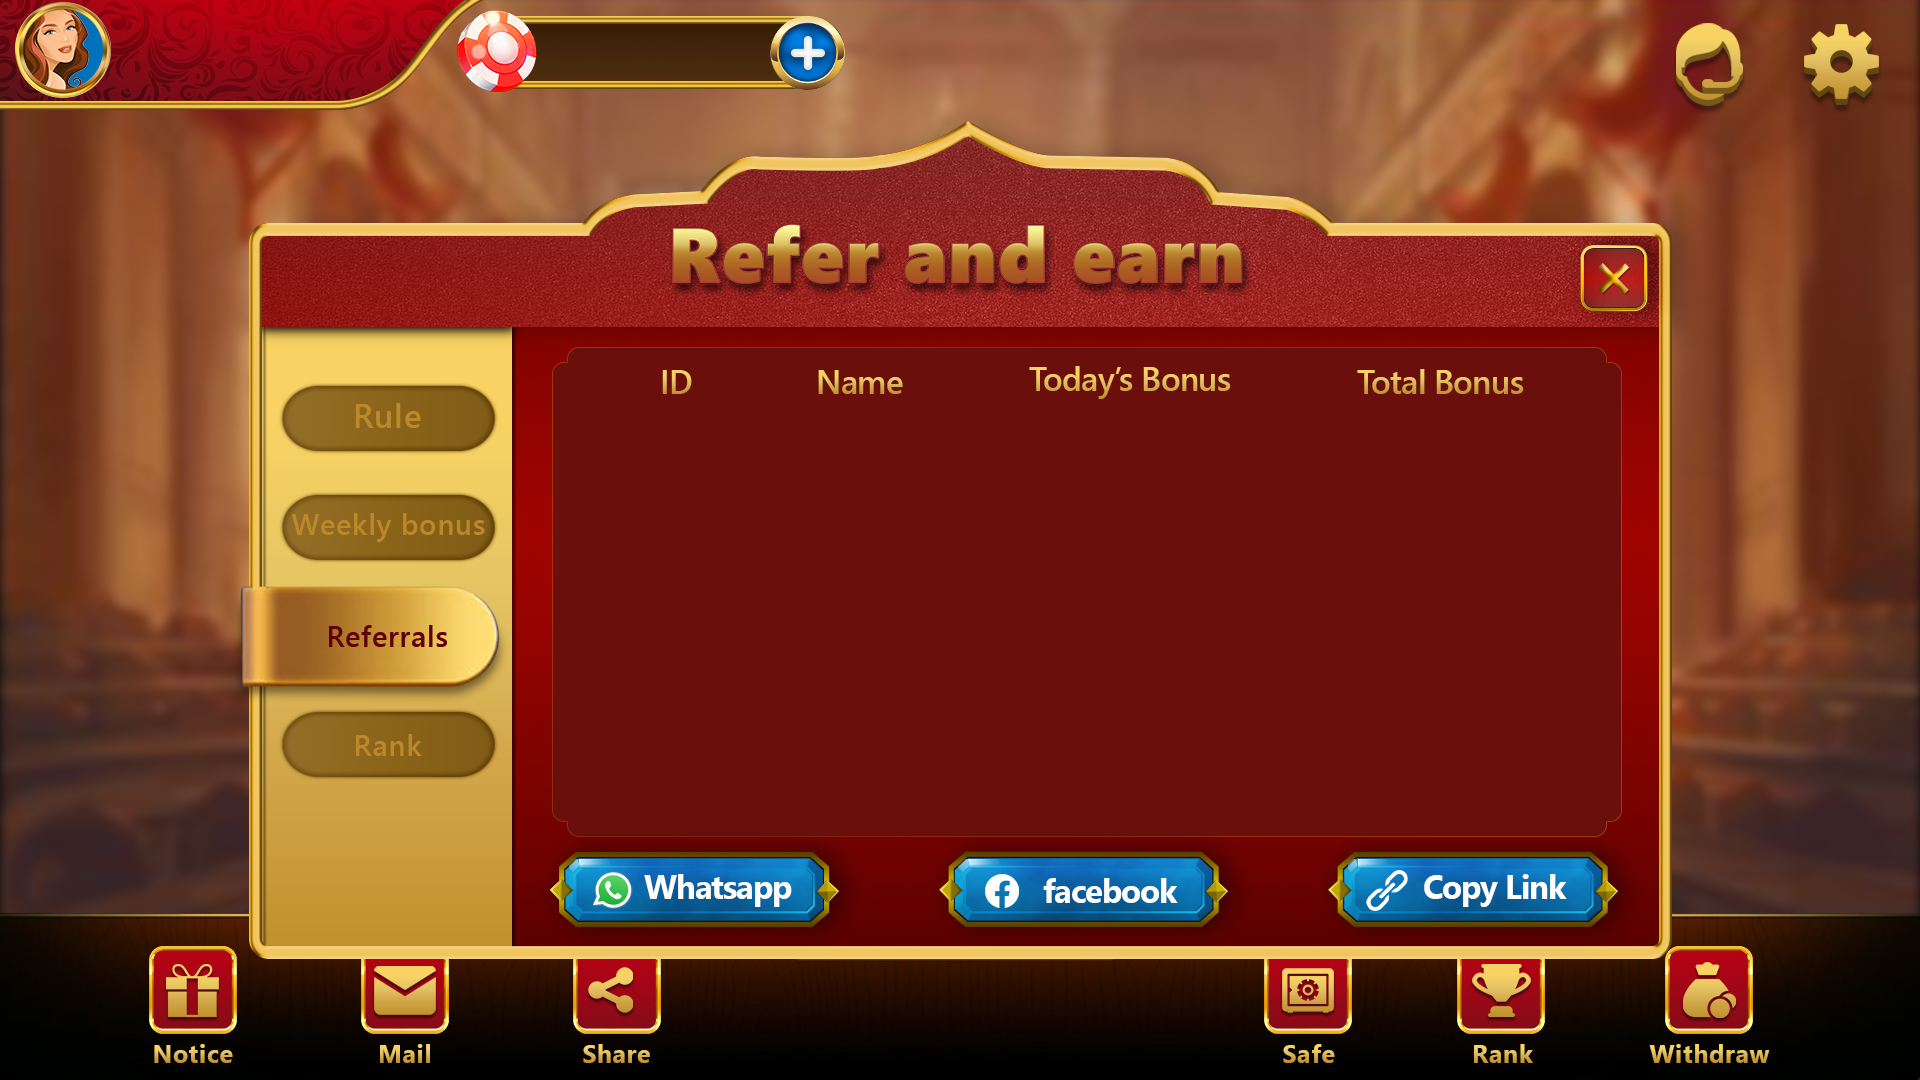 Refer and earn
Rule
Weekly bonus
Referrals
Rank
ID Name Today's Bonus Total Bonus
Whatsapp
facebook
Copy Link
Notice
Mail
Share
Safe
Rank
Withdraw